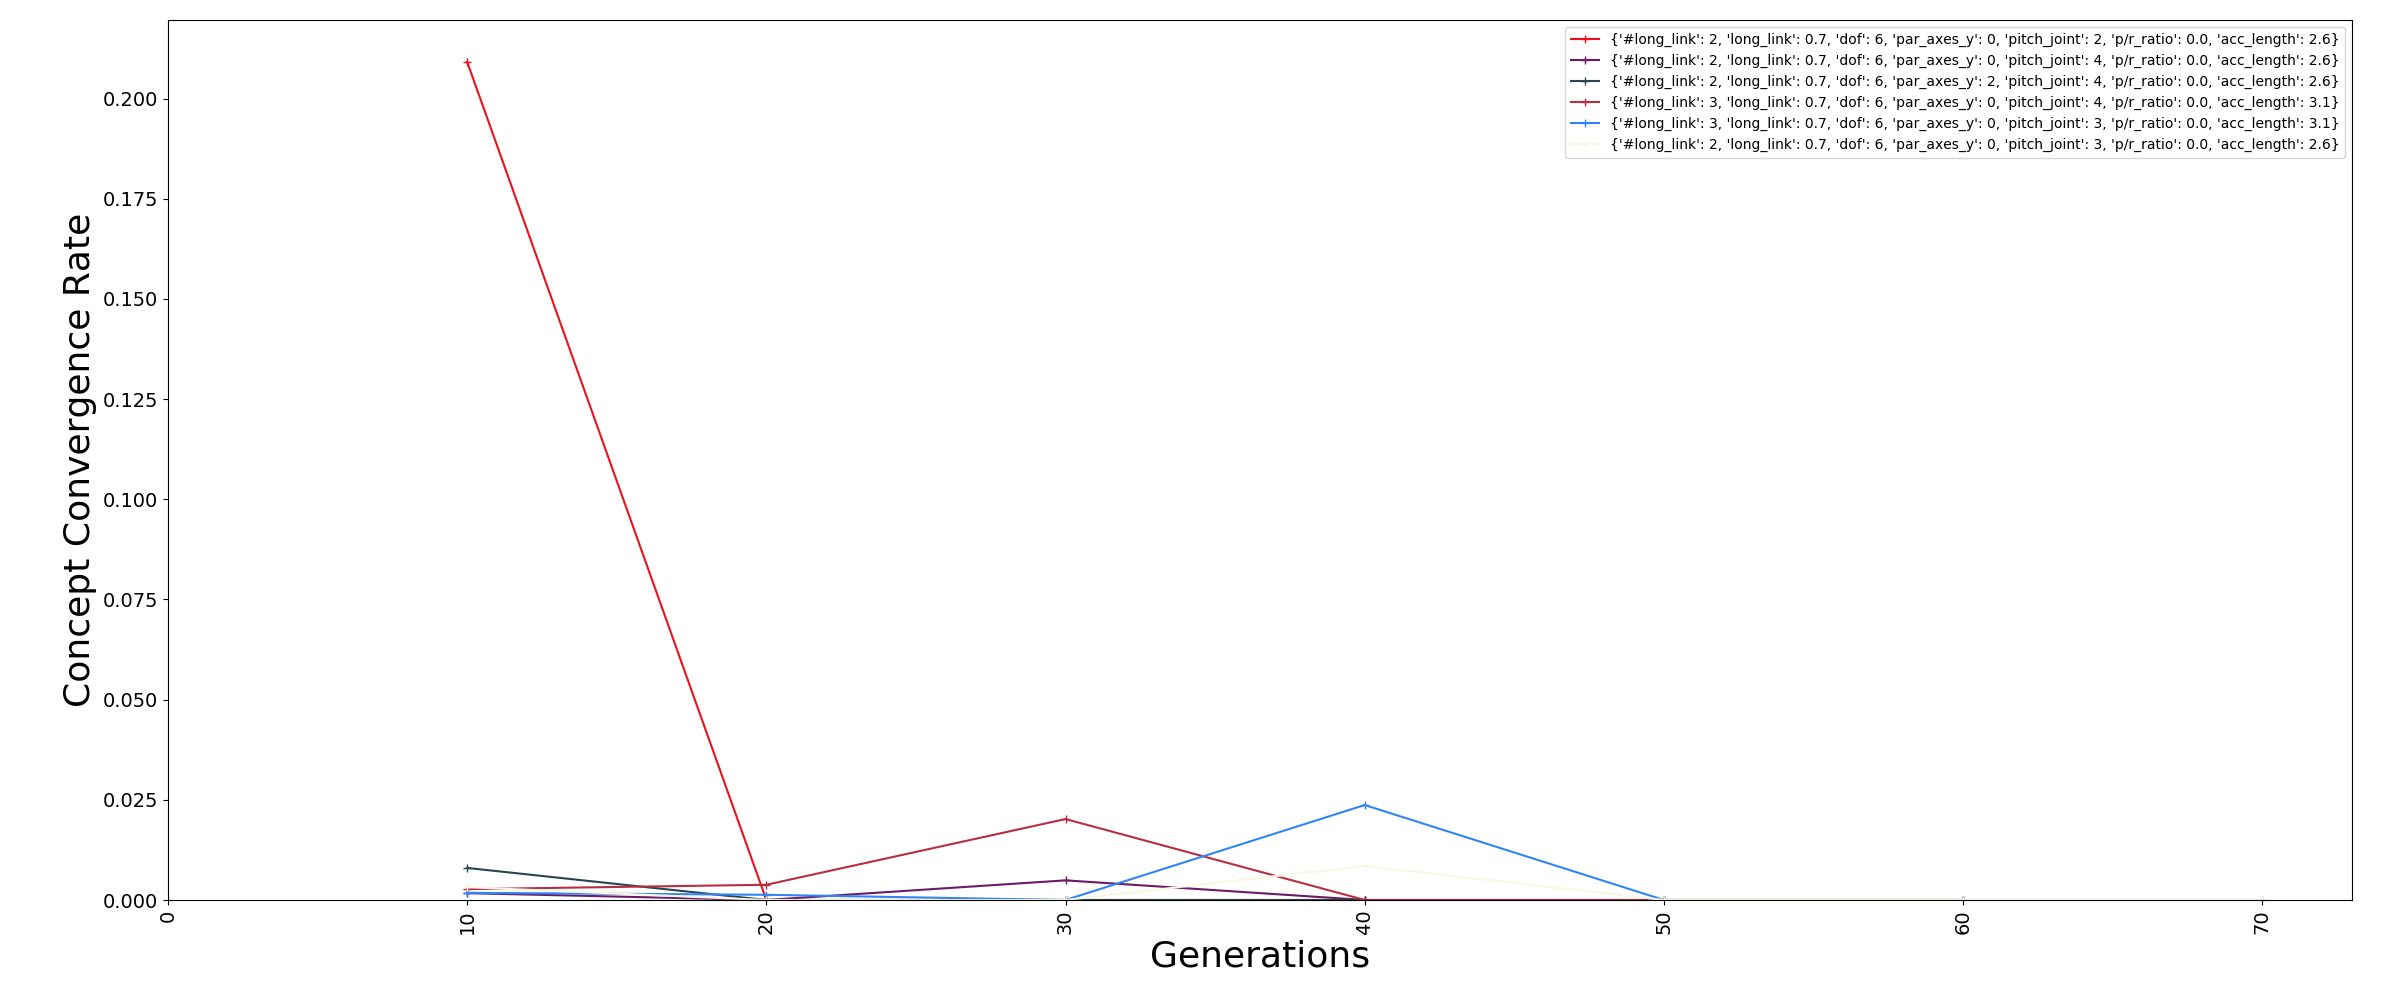 {'#long_link': 2, 'long_link': 0.7, 'dof': 6, 'par_axes_y': 0, 'pitch_joint': 2, 'p/r_ratio': 0.0, 'acc_length': 2.6}
{'#long_link': 2, 'long_link': 0.7, 'dof': 6, 'par_axes_y': 0, 'pitch_joint': 4, 'p/r_ratio': 0.0, 'acc_length': 2.6}
{'#long_link': 2, 'long_link': 0.7, 'dof': 6, 'par_axes_y': 2, 'pitch_joint': 4, 'p/r_ratio': 0.0, 'acc_length': 2.6}
{'#long_link': 3, 'long_link': 0.7, 'dof': 6, 'par_axes_y': 0, 'pitch_joint': 4, 'p/r_ratio': 0.0, 'acc_length': 3.1}
{'#long_link': 3, 'long_link': 0.7, 'dof': 6, 'par_axes_y': 0, 'pitch_joint': 3, 'p/r_ratio': 0.0, 'acc_length': 3.1}
{'#long_link': 2, 'long_link': 0.7, 'dof': 6, 'par_axes_y': 0, 'pitch_joint': 3, 'p/r_ratio': 0.0, 'acc_length': 2.6}
Concept Convergence Rate
0.200
0.175
0.150
0.125
0.100
0.075
0.050
0.025
0.000
0
10
20
30
40
50
60
70
Generations